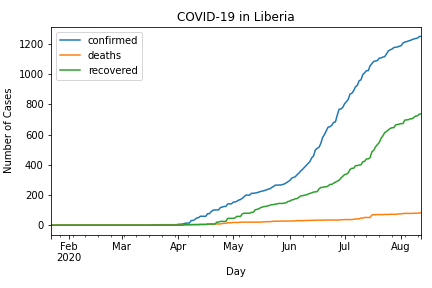 COVID-19 in Liberia
confirmed
deaths
recovered
Number of Cases
1200
1000
800
600
400
200
0
Feb Mar Apr May Jun Jul Aug
2020
Day